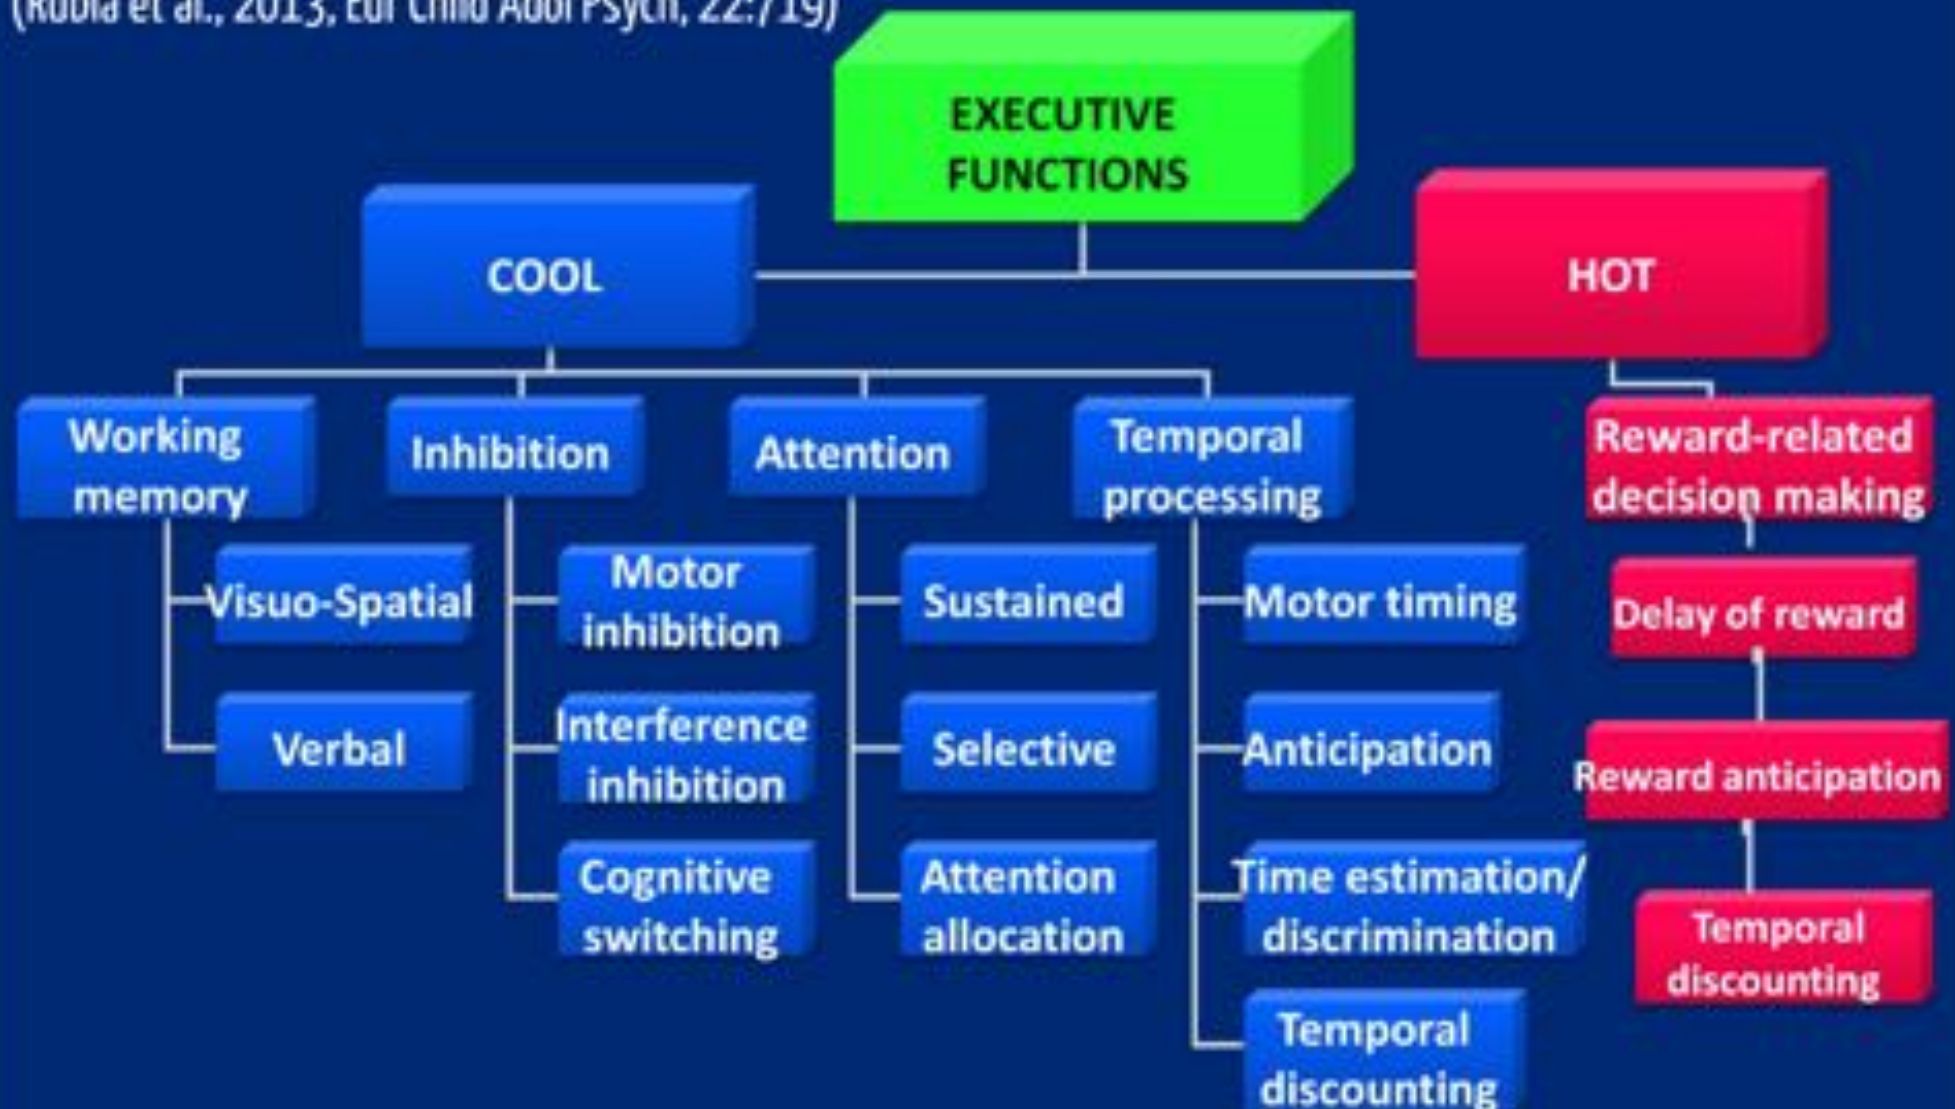 (Rubia et al., 2013, Eur Child Adol Psych, 22:719)
EXECUTIVE
FUNCTIONS
COOL
HOT
Working
memory
Visuo-Spatial
Verbal
Inhibition
Motor
inhibition
Interference
inhibition
Cognitive
switching
Attention
Sustained
Selective
Attention
allocation
Temporal
processing
Motor timing
Anticipation
Time estimation/
discrimination
Temporal
discounting
Reward-related
decision making
Delay of reward
Reward anticipation
Temporal
discounting